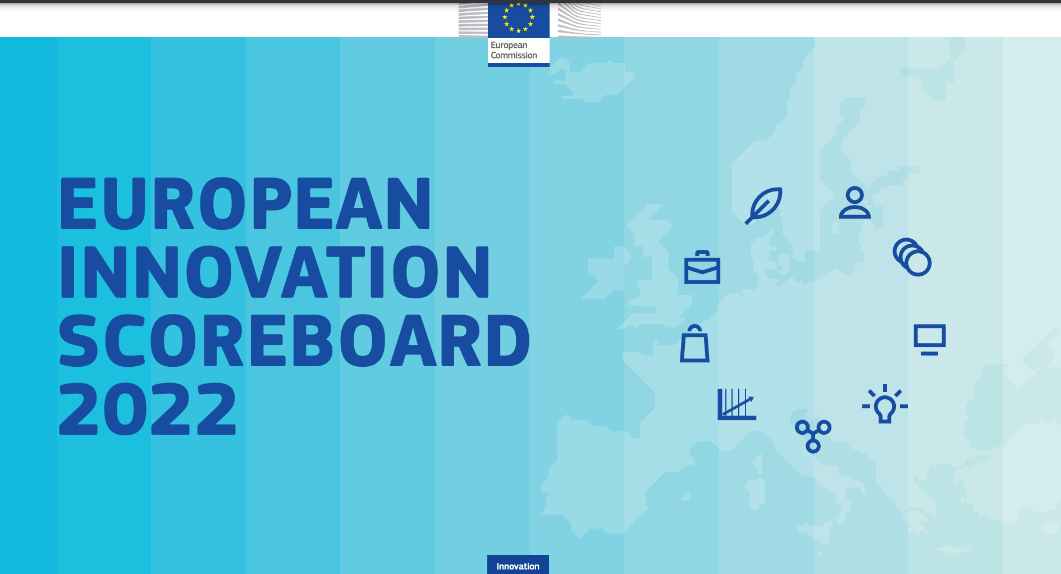 European
Commission
EUROPEAN
INNOVATION
SCOREBOARD
2022
Innovation